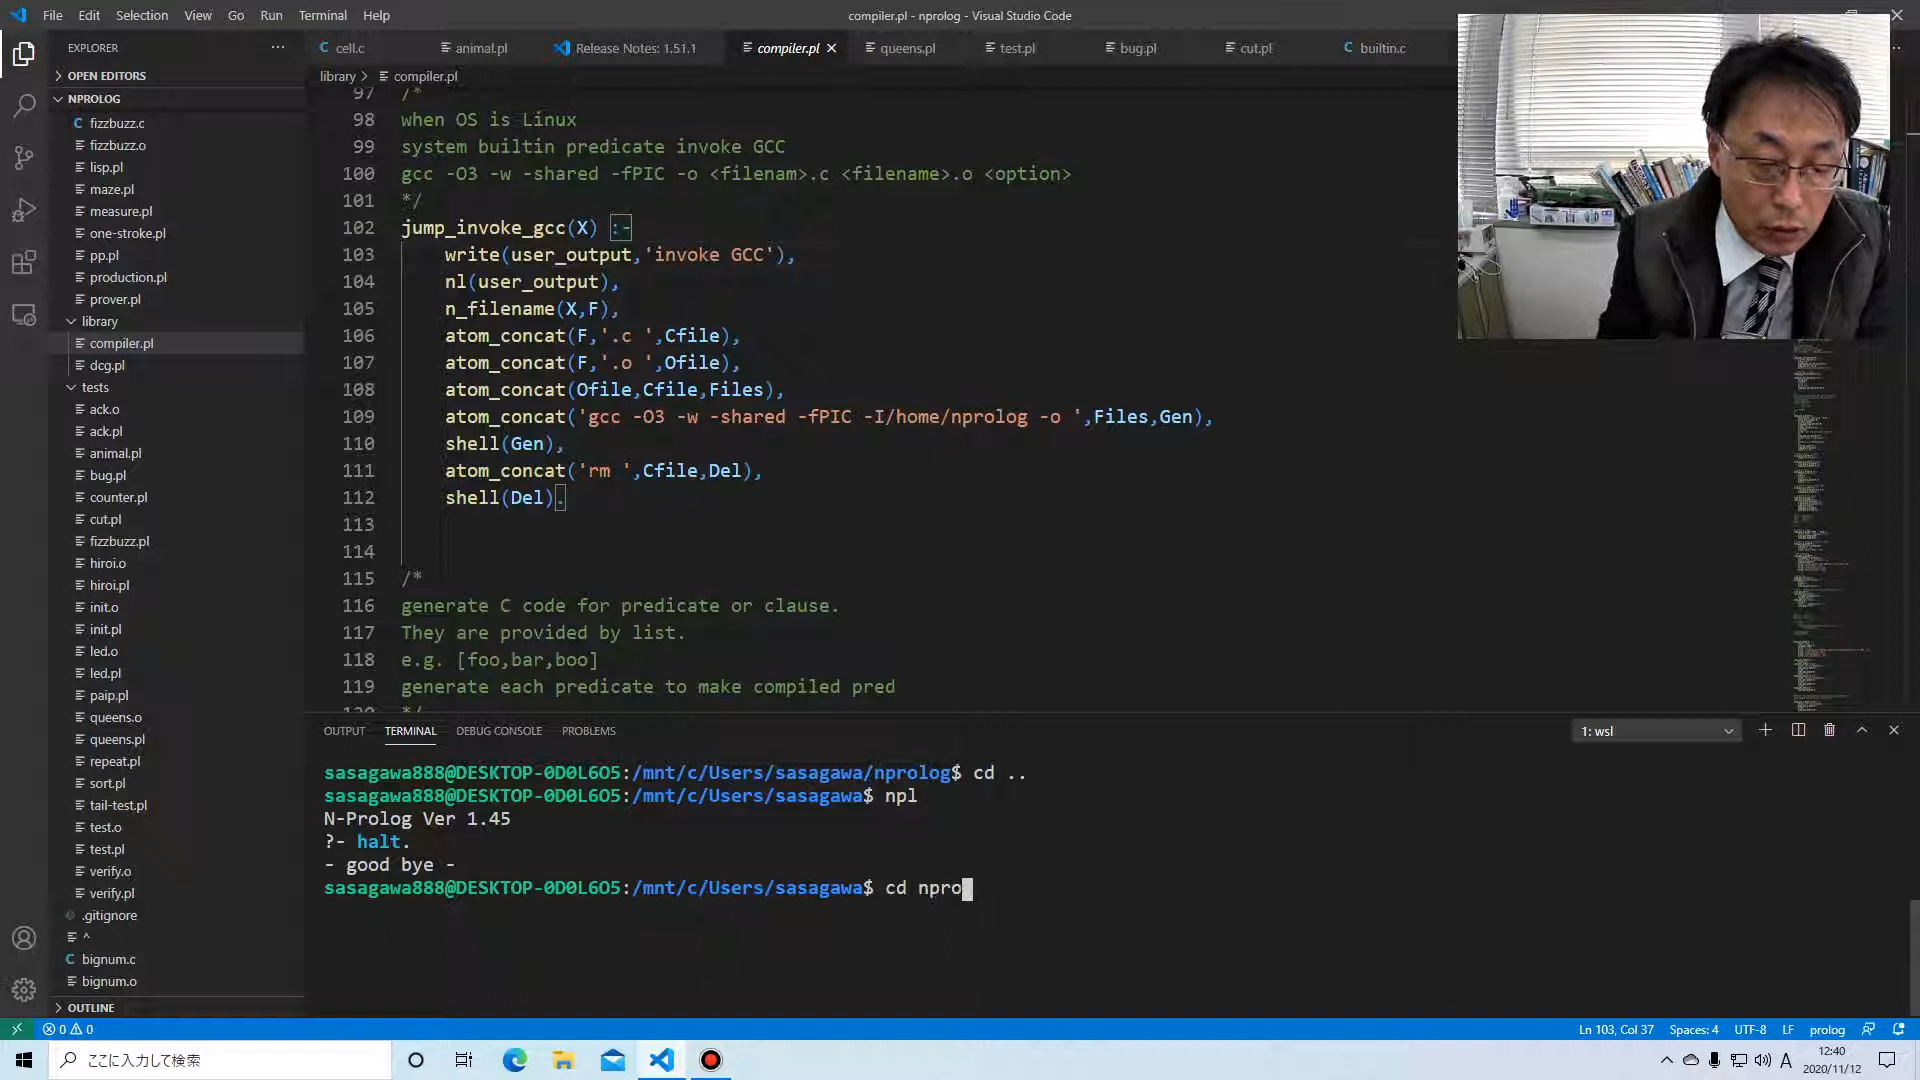 File Edit Selection View Go Run Terminal Help
compiler.pl - nprolog - Visual Studio Code
EXPLORER
cell.c animal.pl Release Notes: 1.51.1 compiler.pl queens.pl test.pl bug.pl cut.pl builtin.c
OPEN EDITORS
library > compiler.pl
NPROLOG
fizzbuzz.c
fizzbuzz.o
lisp.pl
maze.pl
measure.pl
one-stroke.pl
pp.pl
production.pl
prover.pl
library
compiler.pl
dcg.pl
tests
ack.o
ack.pl
animal.pl
bug.pl
counter.pl
cut.pl
fizzbuzz.pl
hiroi.o
hiroi.pl
init.o
init.pl
led.o
led.pl
paip.pl
queens.o
queens.pl
repeat.pl
sort.pl
tail-test.pl
test.o
test.pl
verify.o
verify.pl
.gitignore
^
bignum.c
bignum.o
OUTLINE
97 /*
98 when OS is Linux
99 system builtin predicate invoke GCC
100 gcc -O3 -w -shared -fPIC -o <filenam>.c <filename>.o <option>
101 */
102 jump_invoke_gcc(X) :-
103 write(user_output,'invoke GCC'),
104 nl(user_output),
105 n_filename(X,F),
106 atom_concat(F,'.c ',Cfile),
107 atom_concat(F,'.o ',Ofile),
108 atom_concat(Ofile,Cfile,Files),
109 atom_concat('gcc -O3 -w -shared -fPIC -I/home/nprolog -o ',Files,Gen),
110 shell(Gen),
111 atom_concat('rm ',Cfile,Del),
112 shell(Del).
113
114
115 /*
116 generate C code for predicate or clause.
117 They are provided by list.
118 e.g. [foo,bar,boo]
119 generate each predicate to make compiled pred
120 */
OUTPUT TERMINAL DEBUG CONSOLE PROBLEMS
1: wsl
sasagawa888@DESKTOP-0D0L6O5:/mnt/c/Users/sasagawa/nprolog$ cd ..
sasagawa888@DESKTOP-0D0L6O5:/mnt/c/Users/sasagawa$ npl
N-Prolog Ver 1.45
?- halt.
- good bye -
sasagawa888@DESKTOP-0D0L6O5:/mnt/c/Users/sasagawa$ cd npro
0 0
Ln 103, Col 37 Spaces: 4 UTF-8 LF prolog
ここに入力して検索
A
12:40
2020/11/12